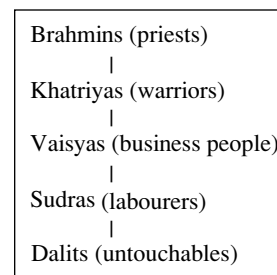 Brahmins (priests)
Khatriyas (warriors)
Vaisyas (business people)
Sudras (labourers)
Dalits (untouchables)